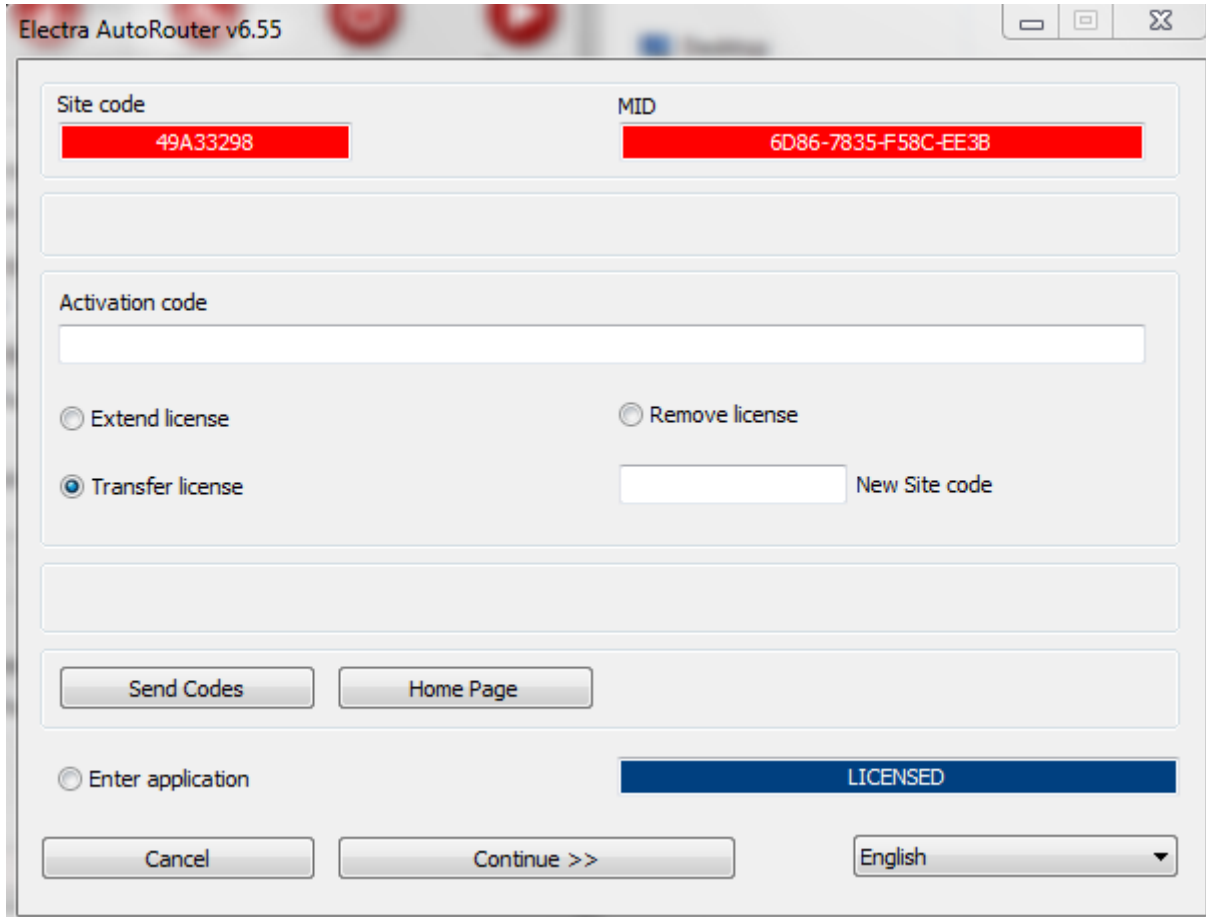 Electra AutoRouter v6.55
Desktop
Site code
MID
49A33298
6D86-7835-F58C-EE3B
Activation code
Extend license
Remove license
Transfer license
New Site code
Send Codes
Home Page
Enter application
LICENSED
Cancel
Continue >>
English